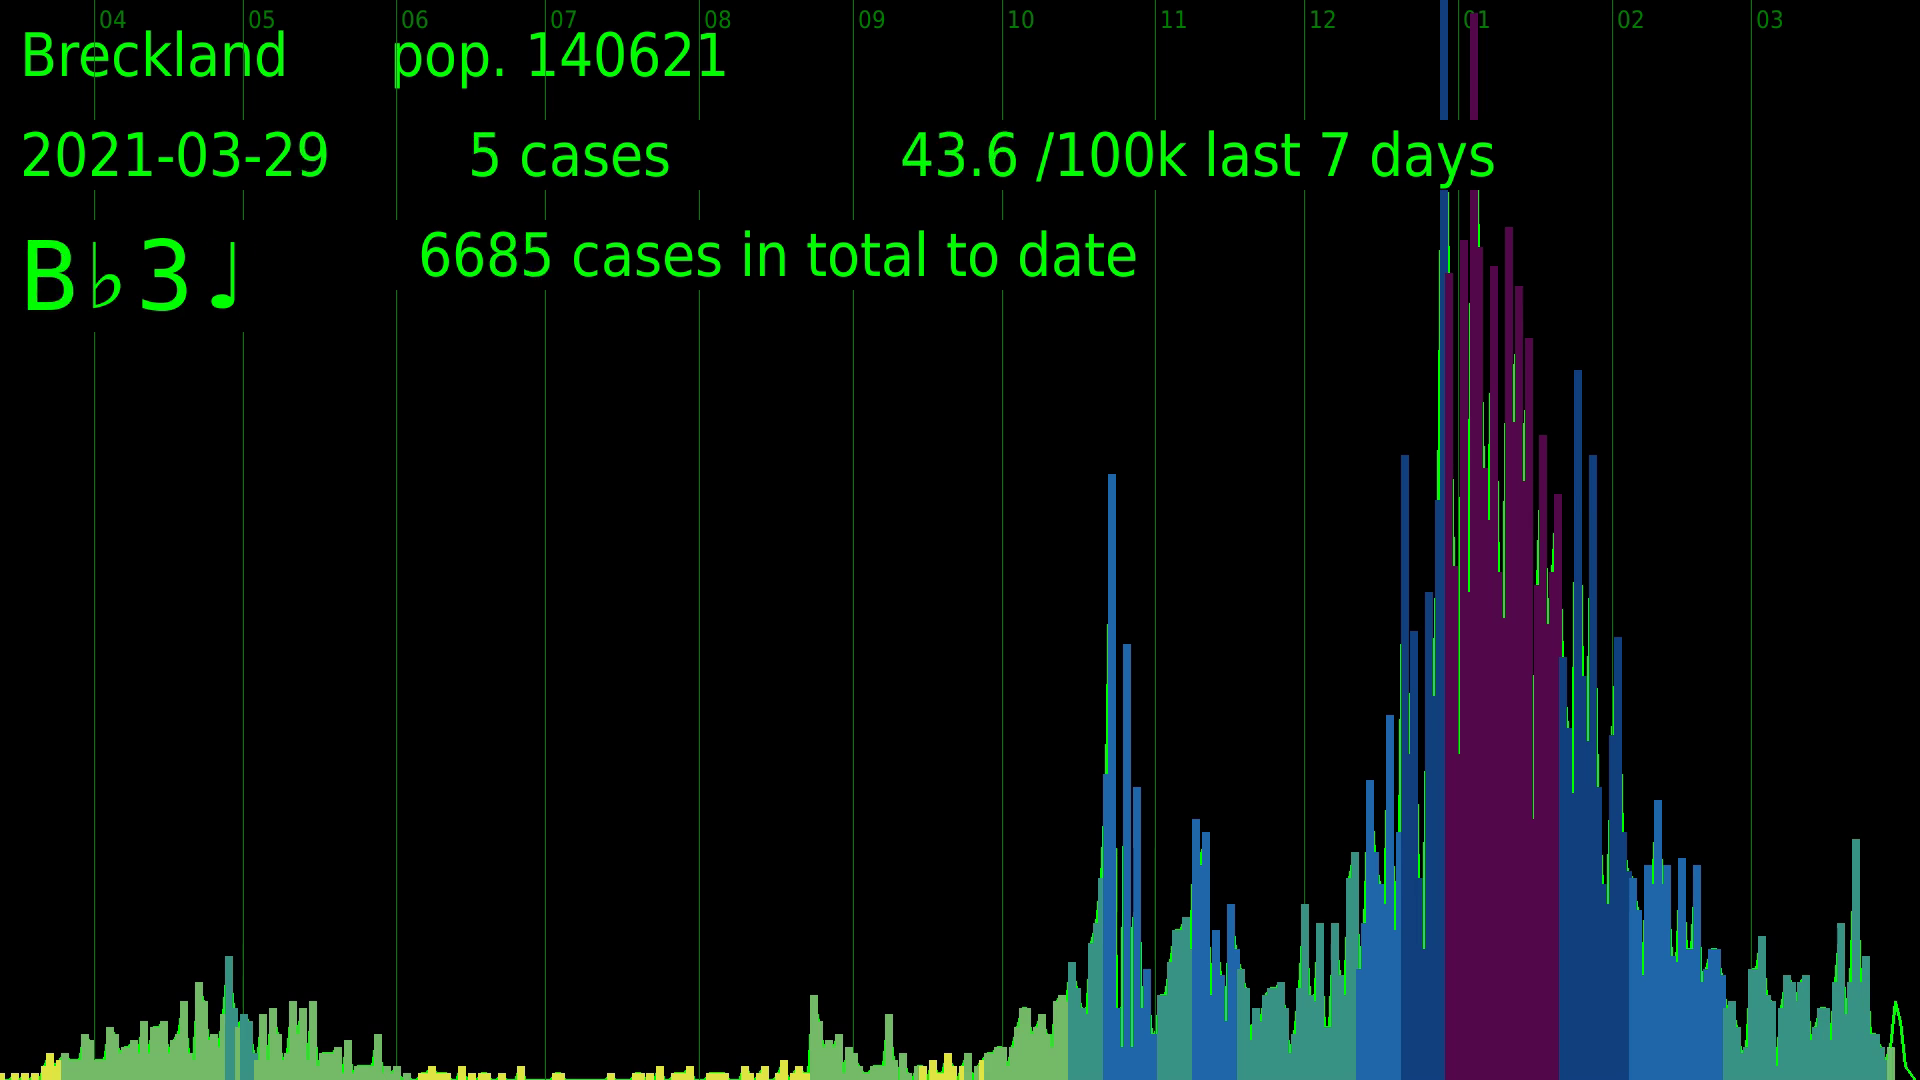 04 05 06 07 08 09 10 11 12 01 02 03
Breckland pop. 140621
2021-03-29 5 cases 43.6 /100k last 7 days
B♭3♩ 6685 cases in total to date